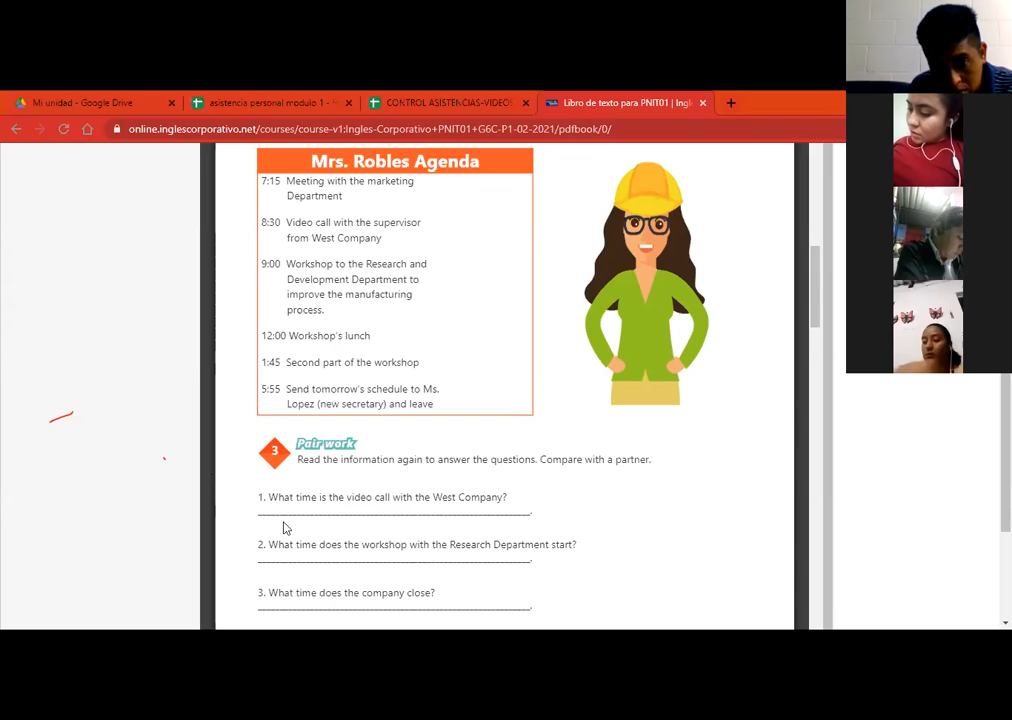 Mi unidad - Google Drive
asistencia personal modulo 1 -
CONTROL ASISTENCIAS-VIDEOS
Libro de texto para PNIT01 | Ingl
online.inglescorporativo.net/courses/course-v1:Ingles-Corporativo+PNIT01+G6C-P1-02-2021/pdfbook/0/
Mrs. Robles Agenda
7:15 Meeting with the marketing
Department
8:30 Video call with the supervisor
from West Company
9:00 Workshop to the Research and
Development Department to
improve the manufacturing
process.
12:00 Workshop's lunch
1:45 Second part of the workshop
5:55 Send tomorrow's schedule to Ms.
Lopez (new secretary) and leave
3 Pair work
Read the information again to answer the questions. Compare with a partner.
1. What time is the video call with the West Company?
2. What time does the workshop with the Research Department start?
3. What time does the company close?